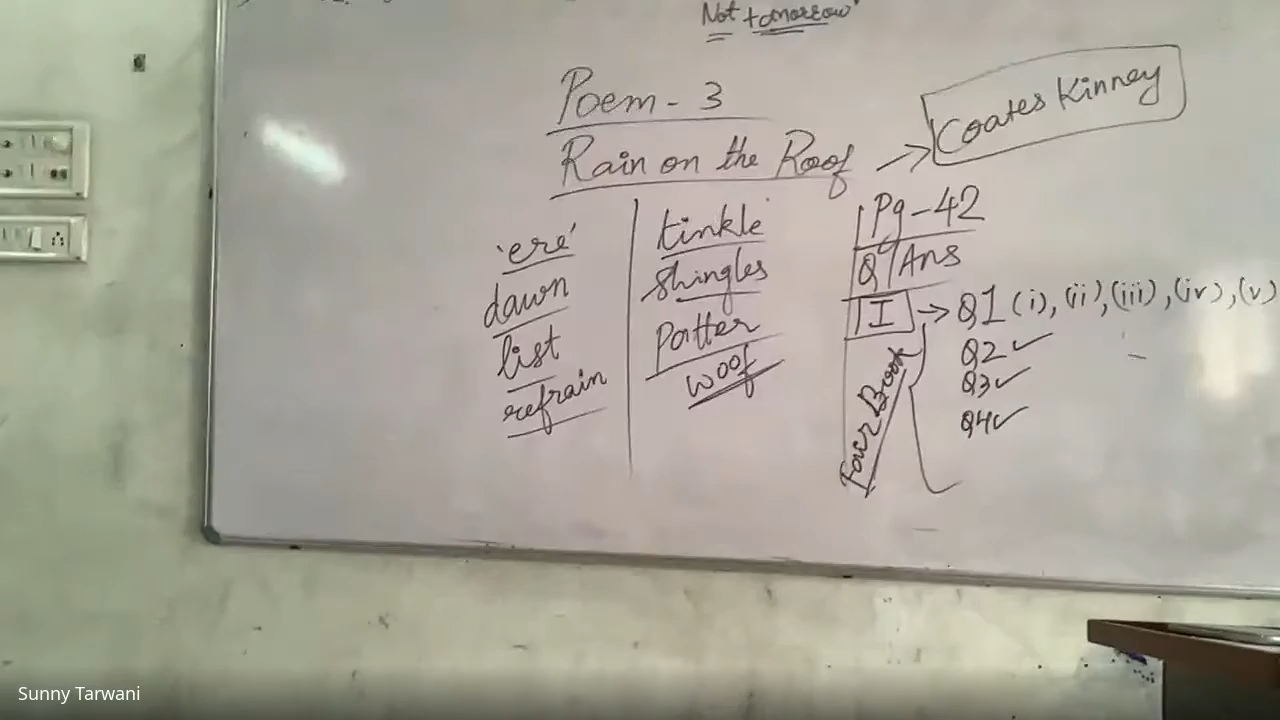 Not tomorrow"
Poem - 3
Rain on the Roof → Coates Kinney
'ere'
dawn
list
refrain
tinkle
shingles
Patter
woof
Pg-42
Q/Ans
I → Q1 (i), (ii), (iii), (iv), (v)
Q2 ✓
Q3 ✓
Q4 ✓
Book
Sunny Tarwani